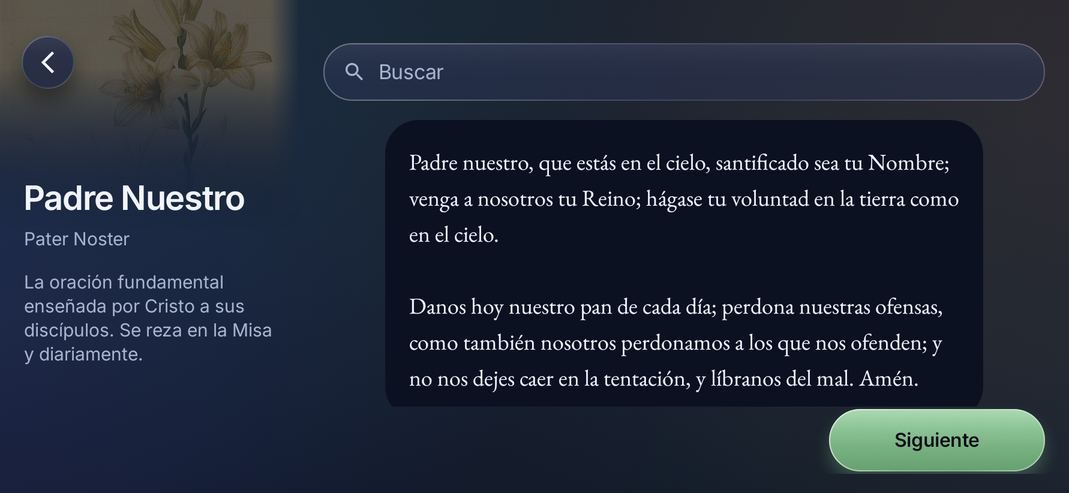 Buscar
Padre Nuestro
Pater Noster
La oración fundamental
enseñada por Cristo a sus
discípulos. Se reza en la Misa
y diariamente.
Padre nuestro, que estás en el cielo, santificado sea tu Nombre;
venga a nosotros tu Reino; hágase tu voluntad en la tierra como
en el cielo.
Danos hoy nuestro pan de cada día; perdona nuestras ofensas,
como también nosotros perdonamos a los que nos ofenden; y
no nos dejes caer en la tentación, y líbranos del mal. Amén.
Siguiente